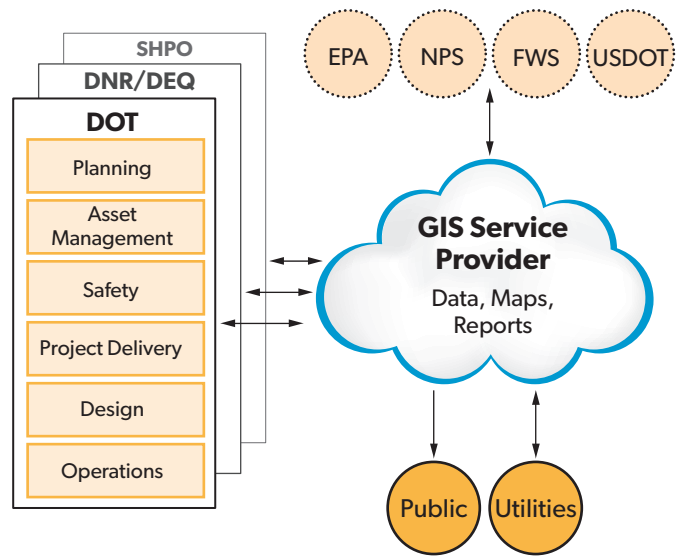 SHPO
DNR/DEQ
DOT
Planning
Asset
Management
Safety
Project Delivery
Design
Operations
EPA
NPS
FWS
USDOT
GIS Service
Provider
Data, Maps,
Reports
Public
Utilities